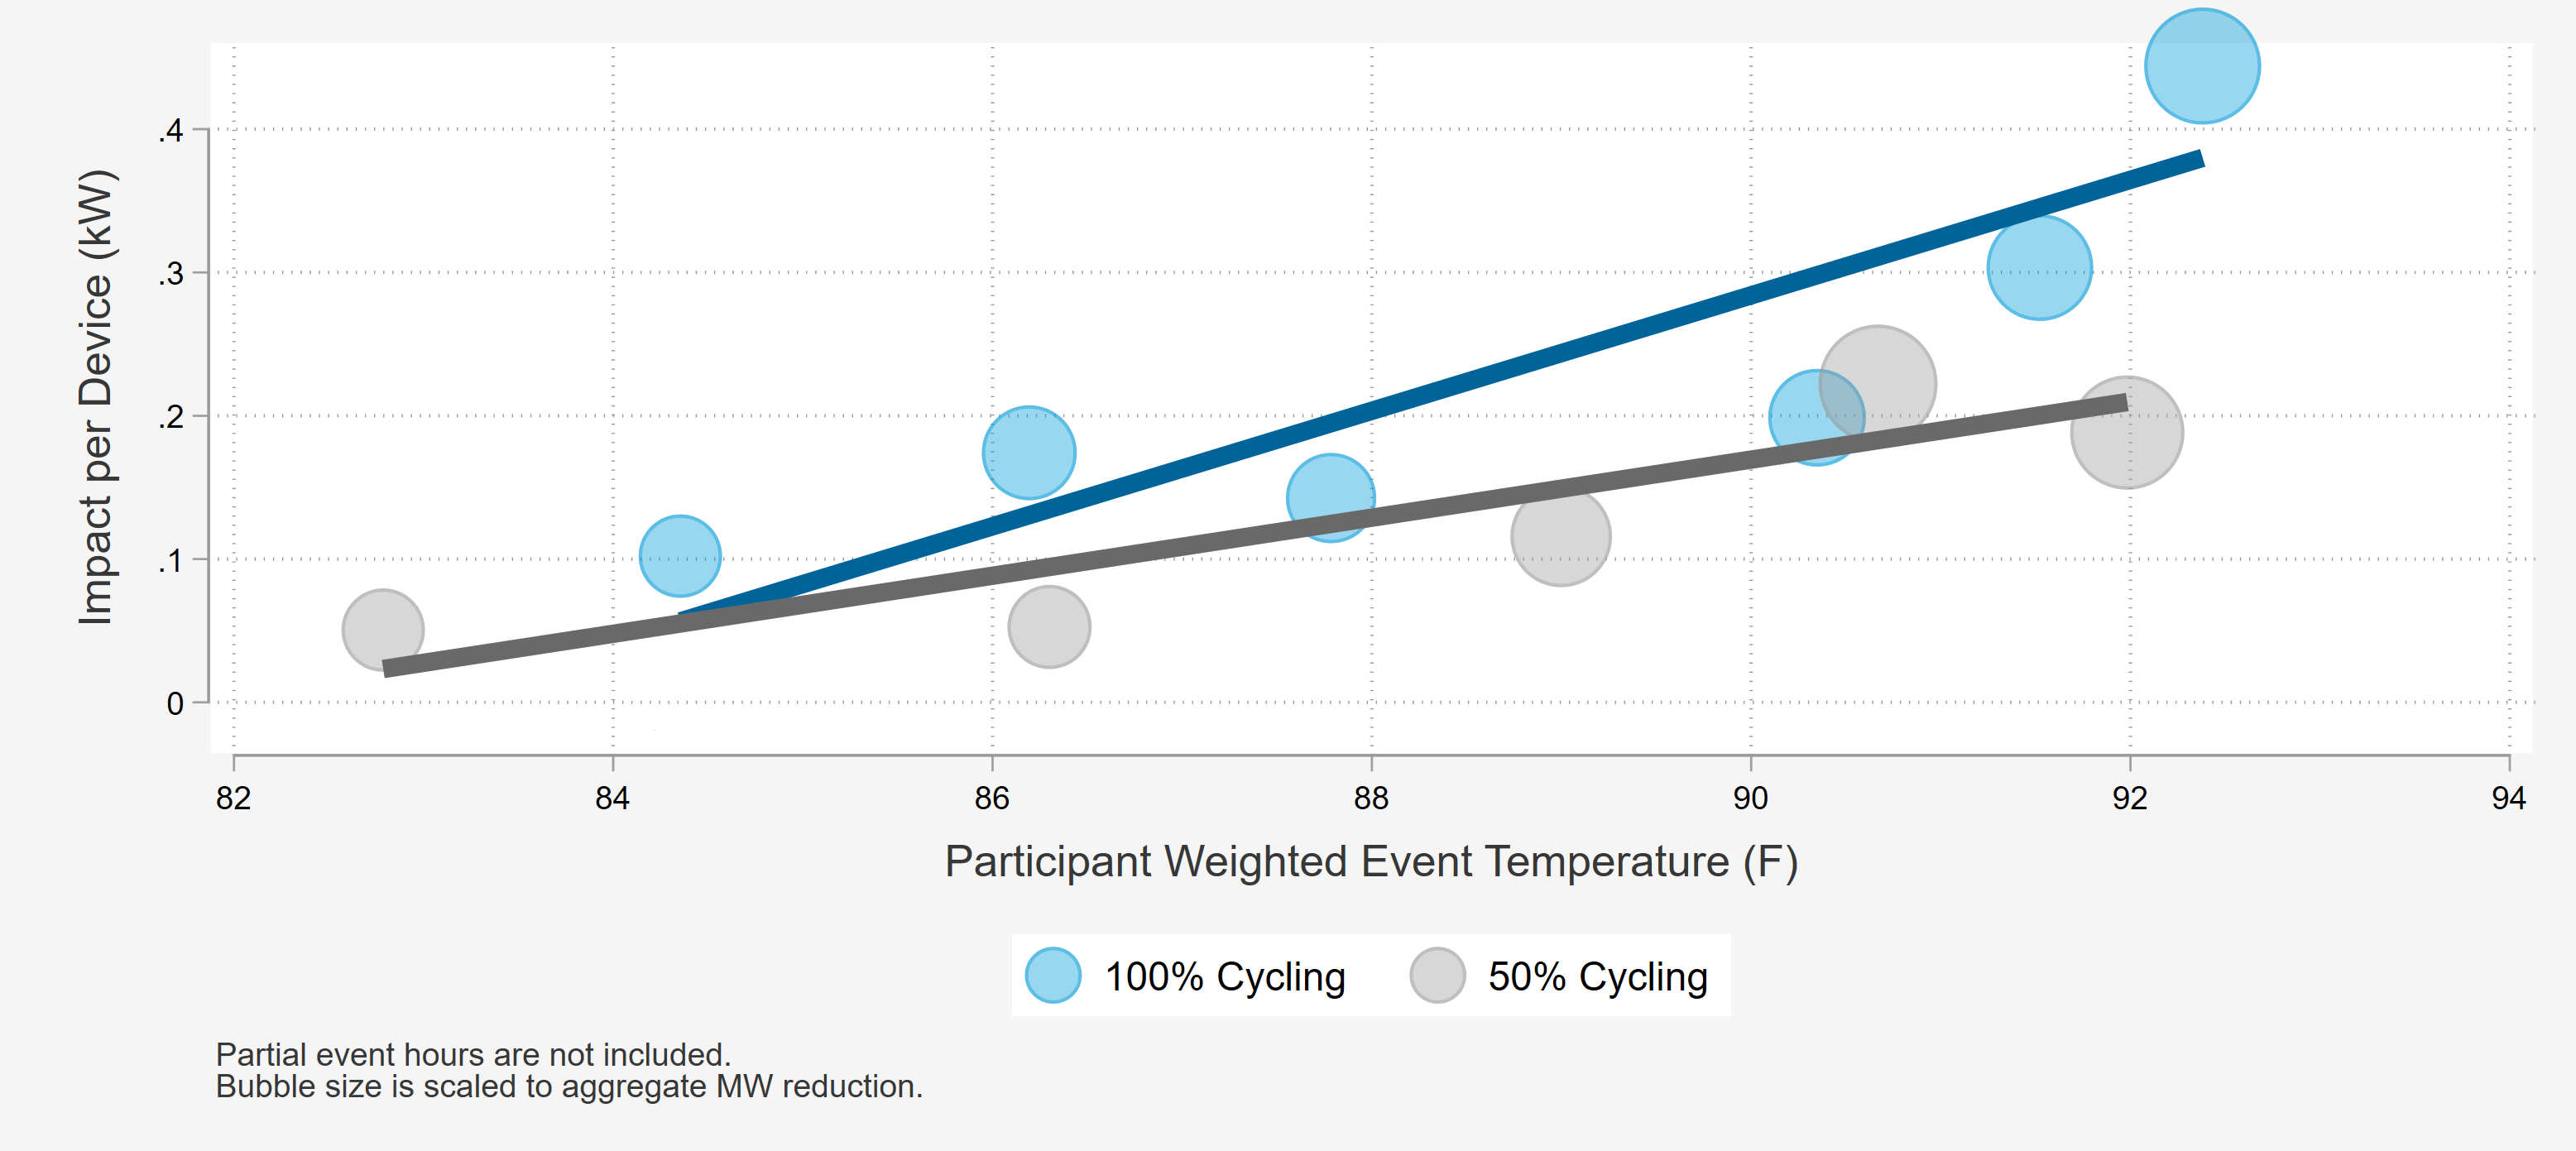 Impact per Device (kW)
.4
.3
.2
.1
0
82 84 86 88 90 92 94
Participant Weighted Event Temperature (F)
100% Cycling 50% Cycling
Partial event hours are not included.
Bubble size is scaled to aggregate MW reduction.